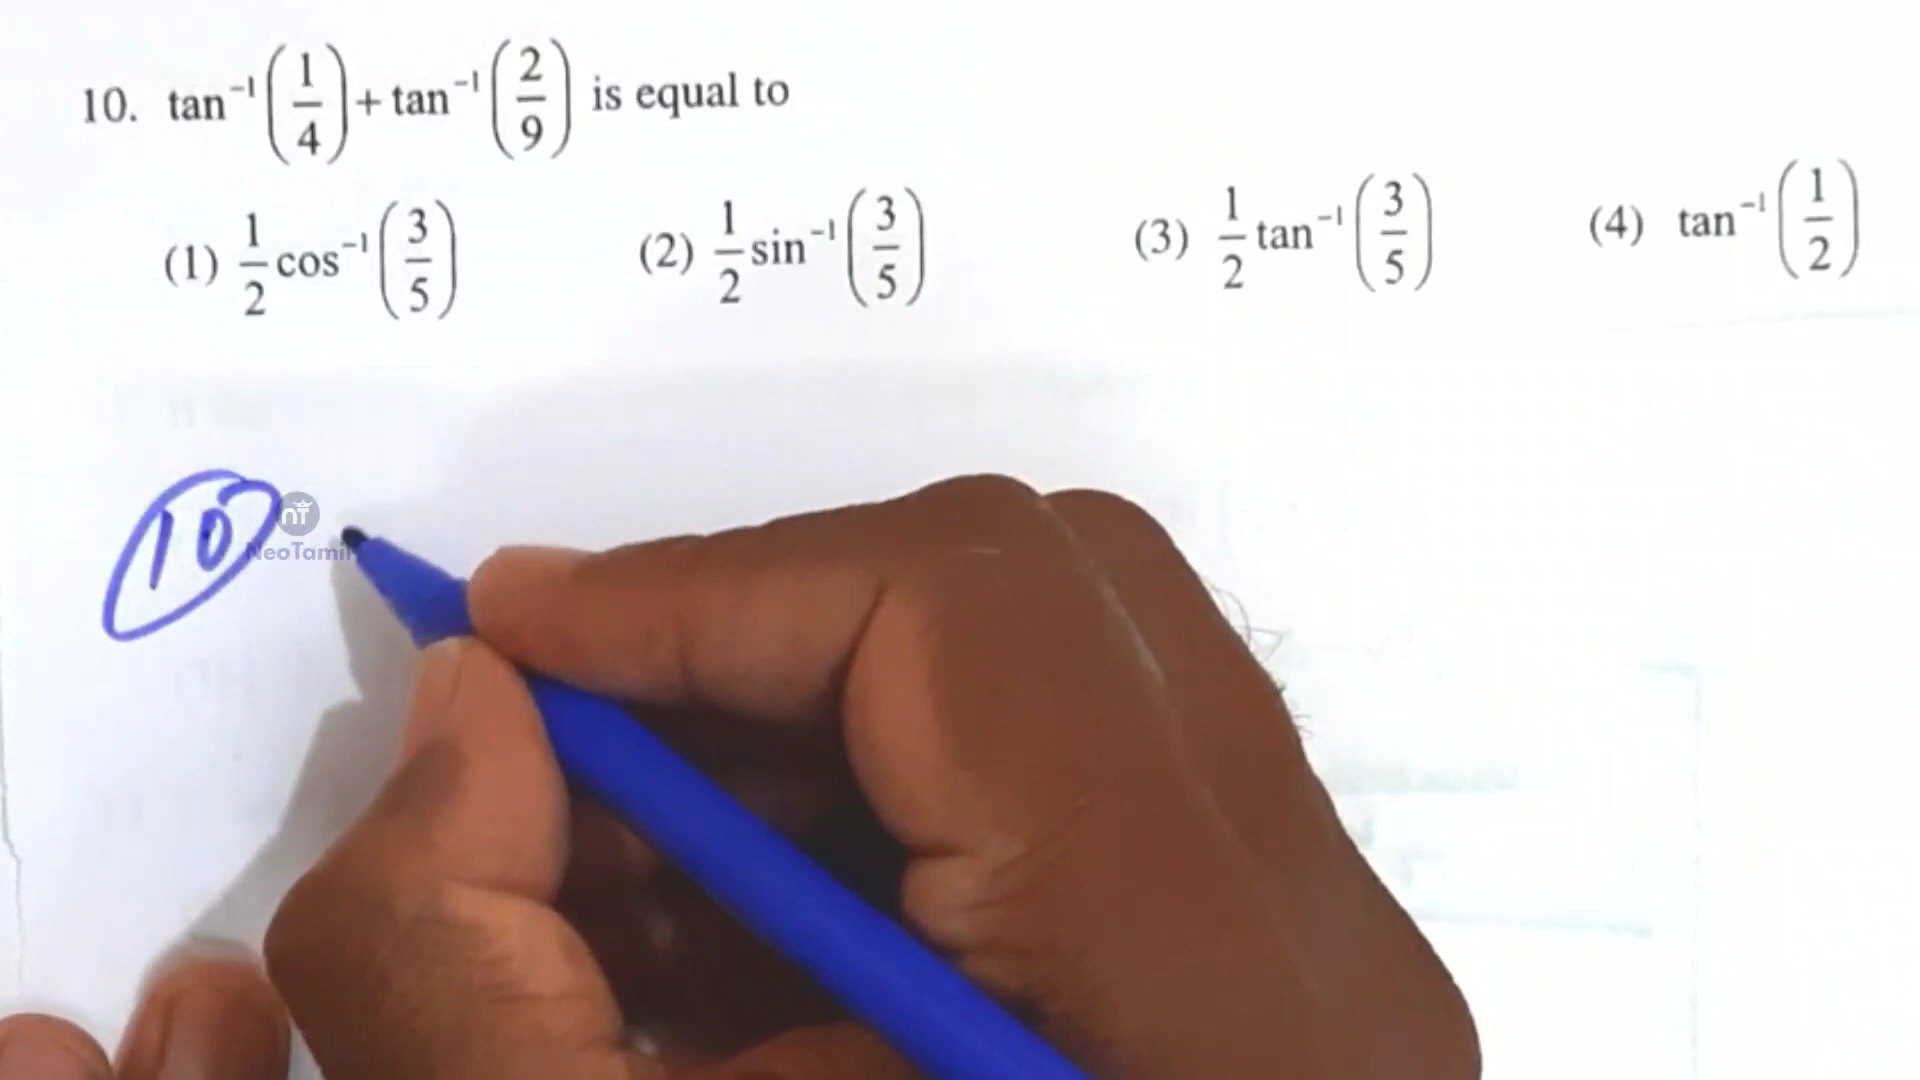 10. tan⁻¹(1/4) + tan⁻¹(2/9) is equal to
(1) 1/2 cos⁻¹(3/5) (2) 1/2 sin⁻¹(3/5) (3) 1/2 tan⁻¹(3/5) (4) tan⁻¹(1/2)
10
nT
NeoTamil